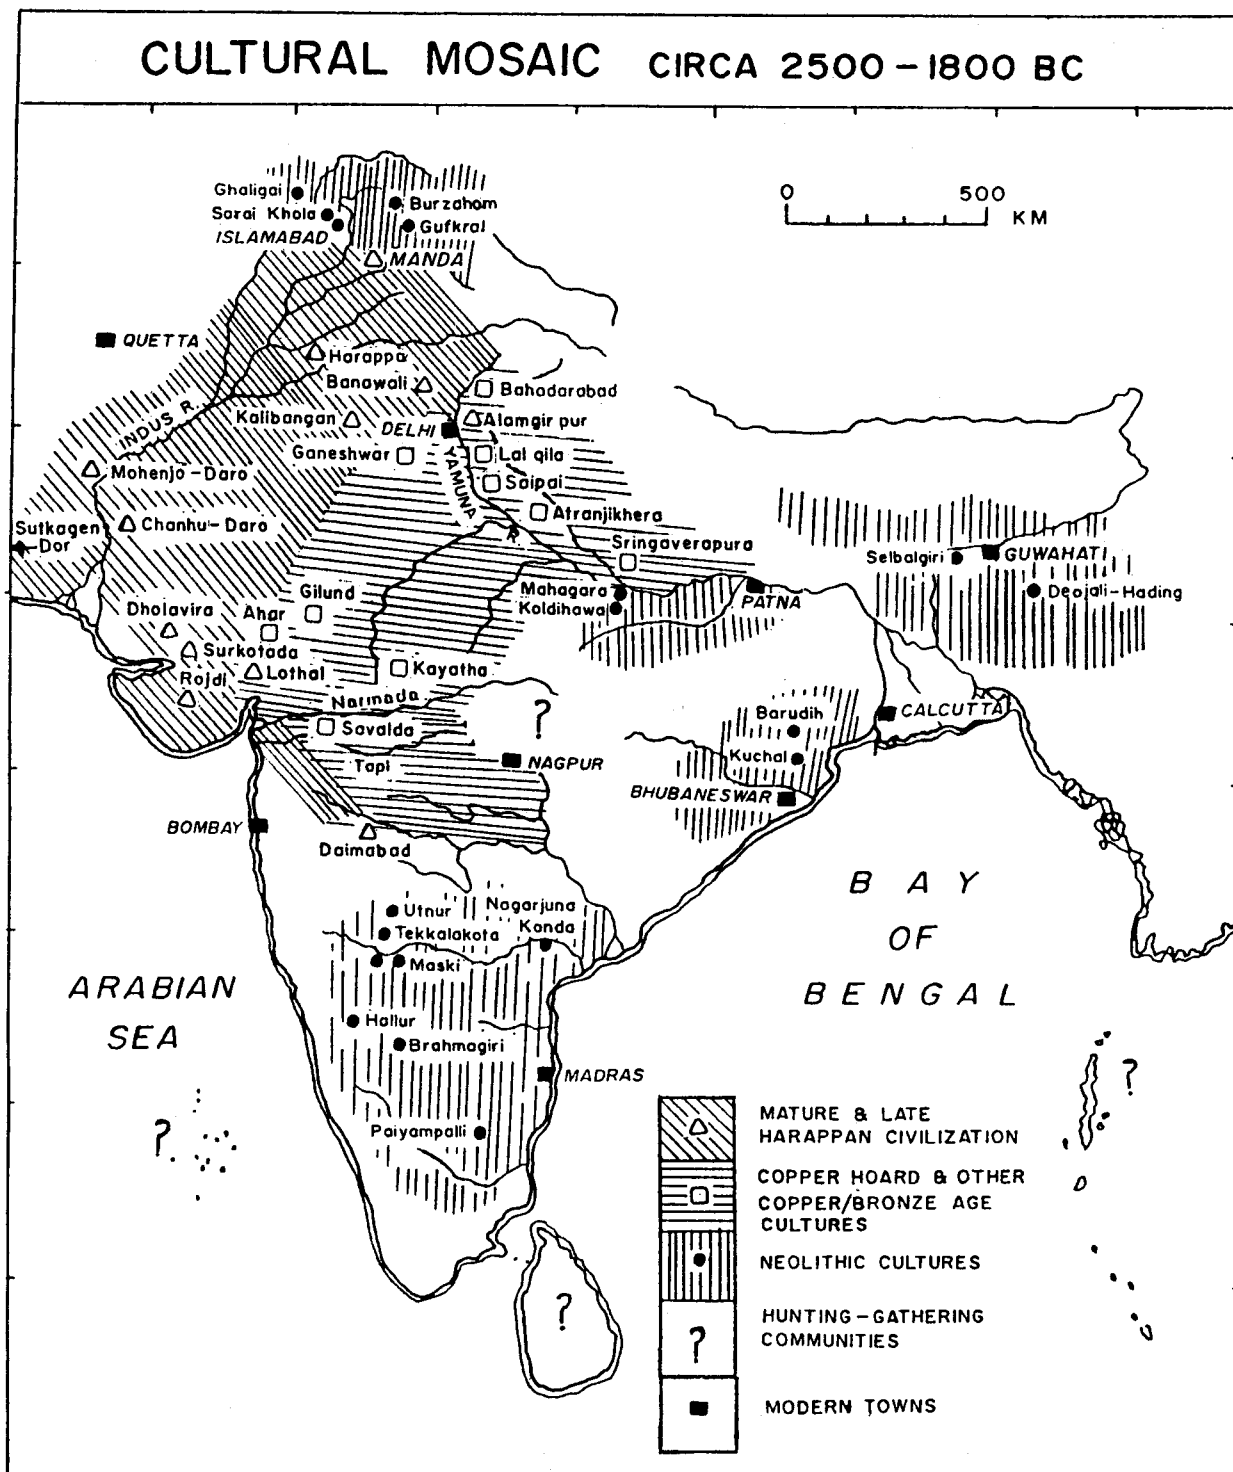 CULTURAL MOSAIC CIRCA 2500-1800 BC
0 500
KM
Ghaligai
Sarai Khola
ISLAMABAD
Burzahom
Gufkral
MANDA
QUETTA
Harappa
Banawali
Bahadarabad
INDUS R.
Kalibangan
DELHI
Alamgir pur
Ganeshwar
YAMUNA
R.
Lal qila
Saipai
Mohenjo-Daro
Atranjikhera
Chanhu-Daro
Sutkagen
Dor
Sringaverapura
Selbalgiri
GUWAHATI
Mahagara
Koldihawa
PATNA
Deojali-Hading
Dholavira
Ahar
Gilund
Surkotada
Rojdi
Lothal
Kayatha
Narmada
?
Savalda
Tapi
NAGPUR
Barudih
CALCUTTA
Kuchai
BHUBANESWAR
BOMBAY
Daimabad
BAY
OF
BENGAL
Utnur
Nagarjuna
Konda
Tekkalakota
Maski
ARABIAN
SEA
Hallur
Brahmagiri
MADRAS
?
?
Paiyampalli
?
MATURE & LATE
HARAPPAN CIVILIZATION
COPPER HOARD & OTHER
COPPER/BRONZE AGE
CULTURES
NEOLITHIC CULTURES
?
HUNTING-GATHERING
COMMUNITIES
MODERN TOWNS